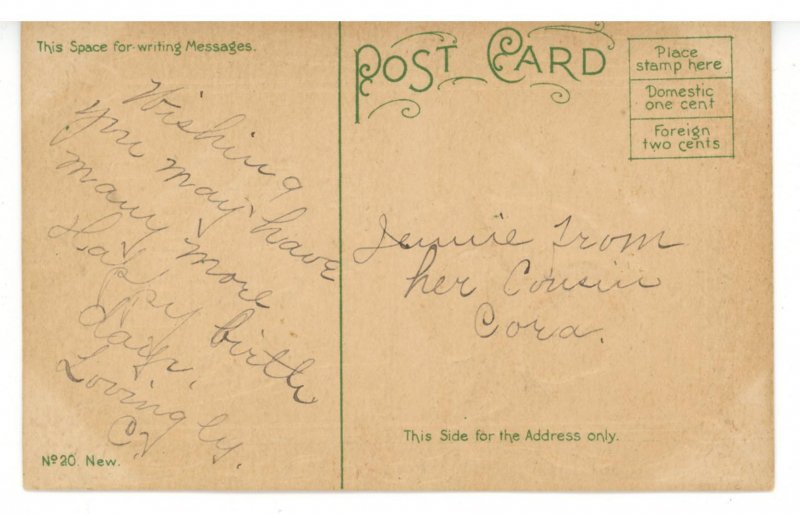 This Space for writing Messages.
Wishing
you may have
many more
Happy birth
days.
Lovingly.
C.
Nº 20. New.
POST CARD
Place
stamp here
Domestic
one cent
Foreign
two cents
Jennie From
her Cousin
Cora.
This Side for the Address only.